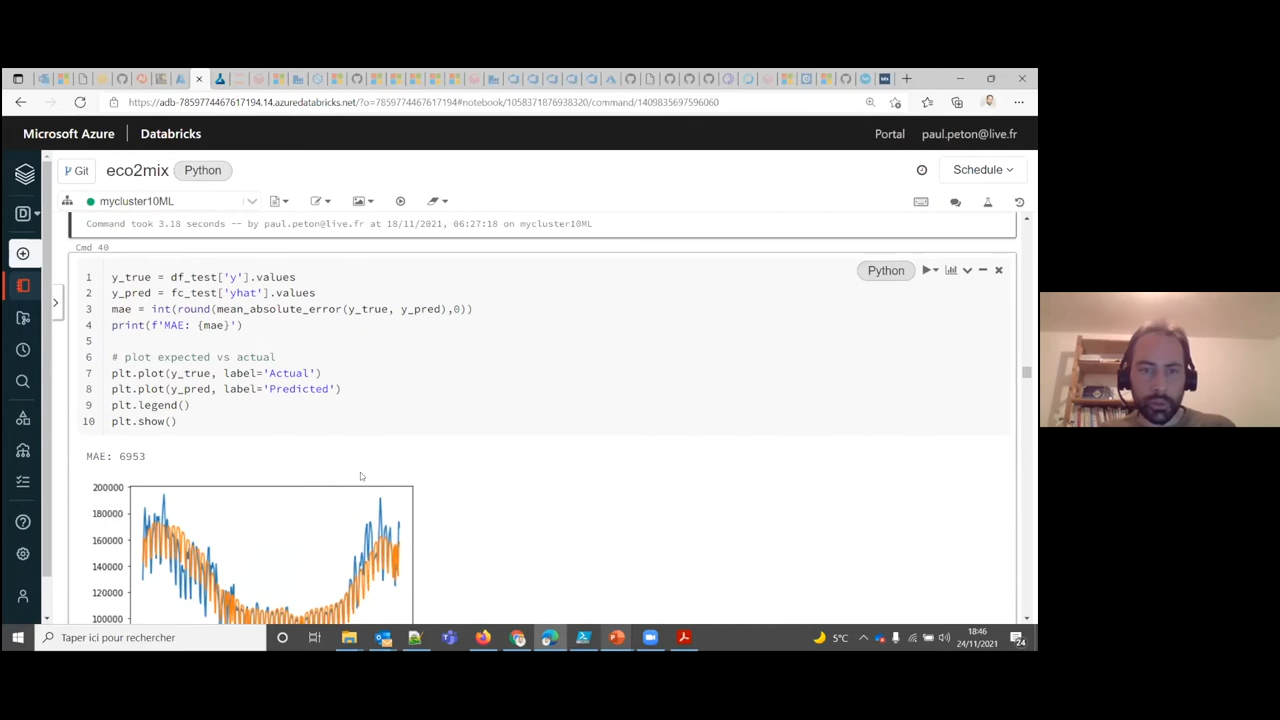 https://adb-7859774467617194.14.azuredatabricks.net/?o=7859774467617194#notebook/1058371876938320/command/1409835697596060
Microsoft Azure | Databricks
Portal
paul.peton@live.fr
Git
eco2mix
Python
Schedule
mycluster10ML
Command took 3.18 seconds -- by paul.peton@live.fr at 18/11/2021, 06:27:18 on mycluster10ML
Cmd 40
Python
1 y_true = df_test['y'].values
2 y_pred = fc_test['yhat'].values
3 mae = int(round(mean_absolute_error(y_true, y_pred),0))
4 print(f'MAE: {mae}')
5
6 # plot expected vs actual
7 plt.plot(y_true, label='Actual')
8 plt.plot(y_pred, label='Predicted')
9 plt.legend()
10 plt.show()
MAE: 6953
200000
180000
160000
140000
120000
100000
Taper ici pour rechercher
5°C
18:46
24/11/2021
24